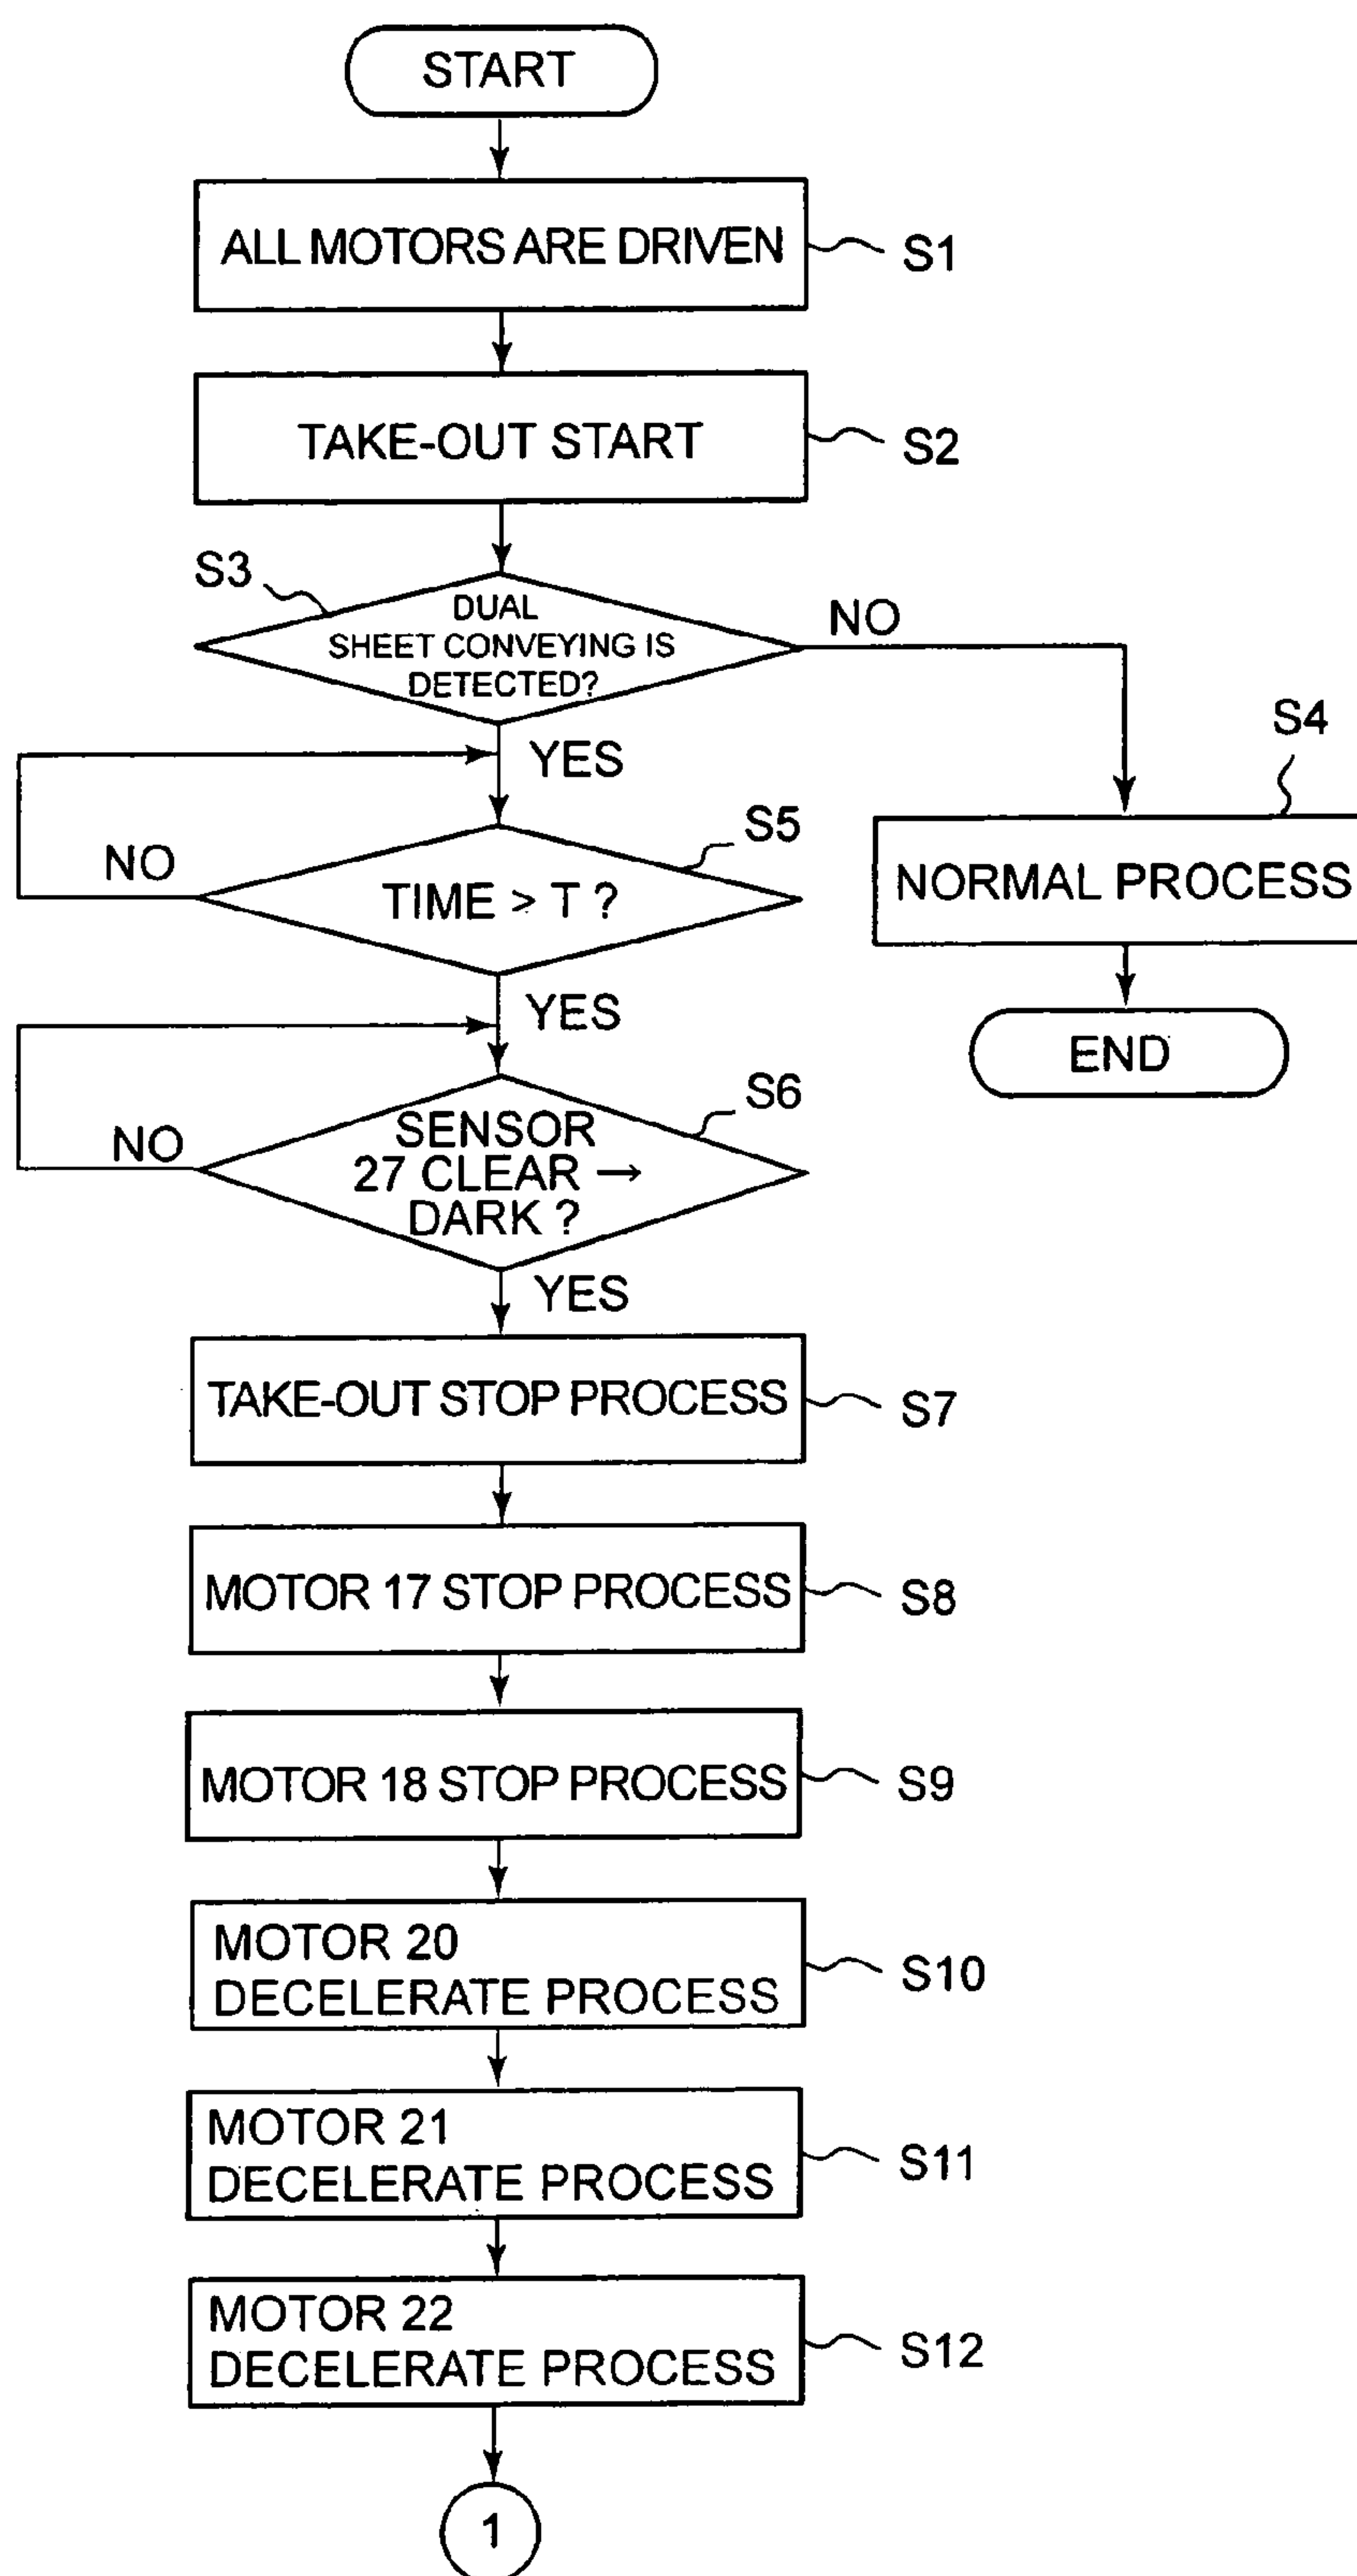 START
ALL MOTORS ARE DRIVEN
S1
TAKE-OUT START
S2
S3
DUAL
SHEET CONVEYING IS
DETECTED?
NO
YES
S4
NORMAL PROCESS
END
S5
TIME > T ?
NO
YES
S6
SENSOR
27 CLEAR →
DARK ?
NO
YES
TAKE-OUT STOP PROCESS
S7
MOTOR 17 STOP PROCESS
S8
MOTOR 18 STOP PROCESS
S9
MOTOR 20
DECELERATE PROCESS
S10
MOTOR 21
DECELERATE PROCESS
S11
MOTOR 22
DECELERATE PROCESS
S12
1